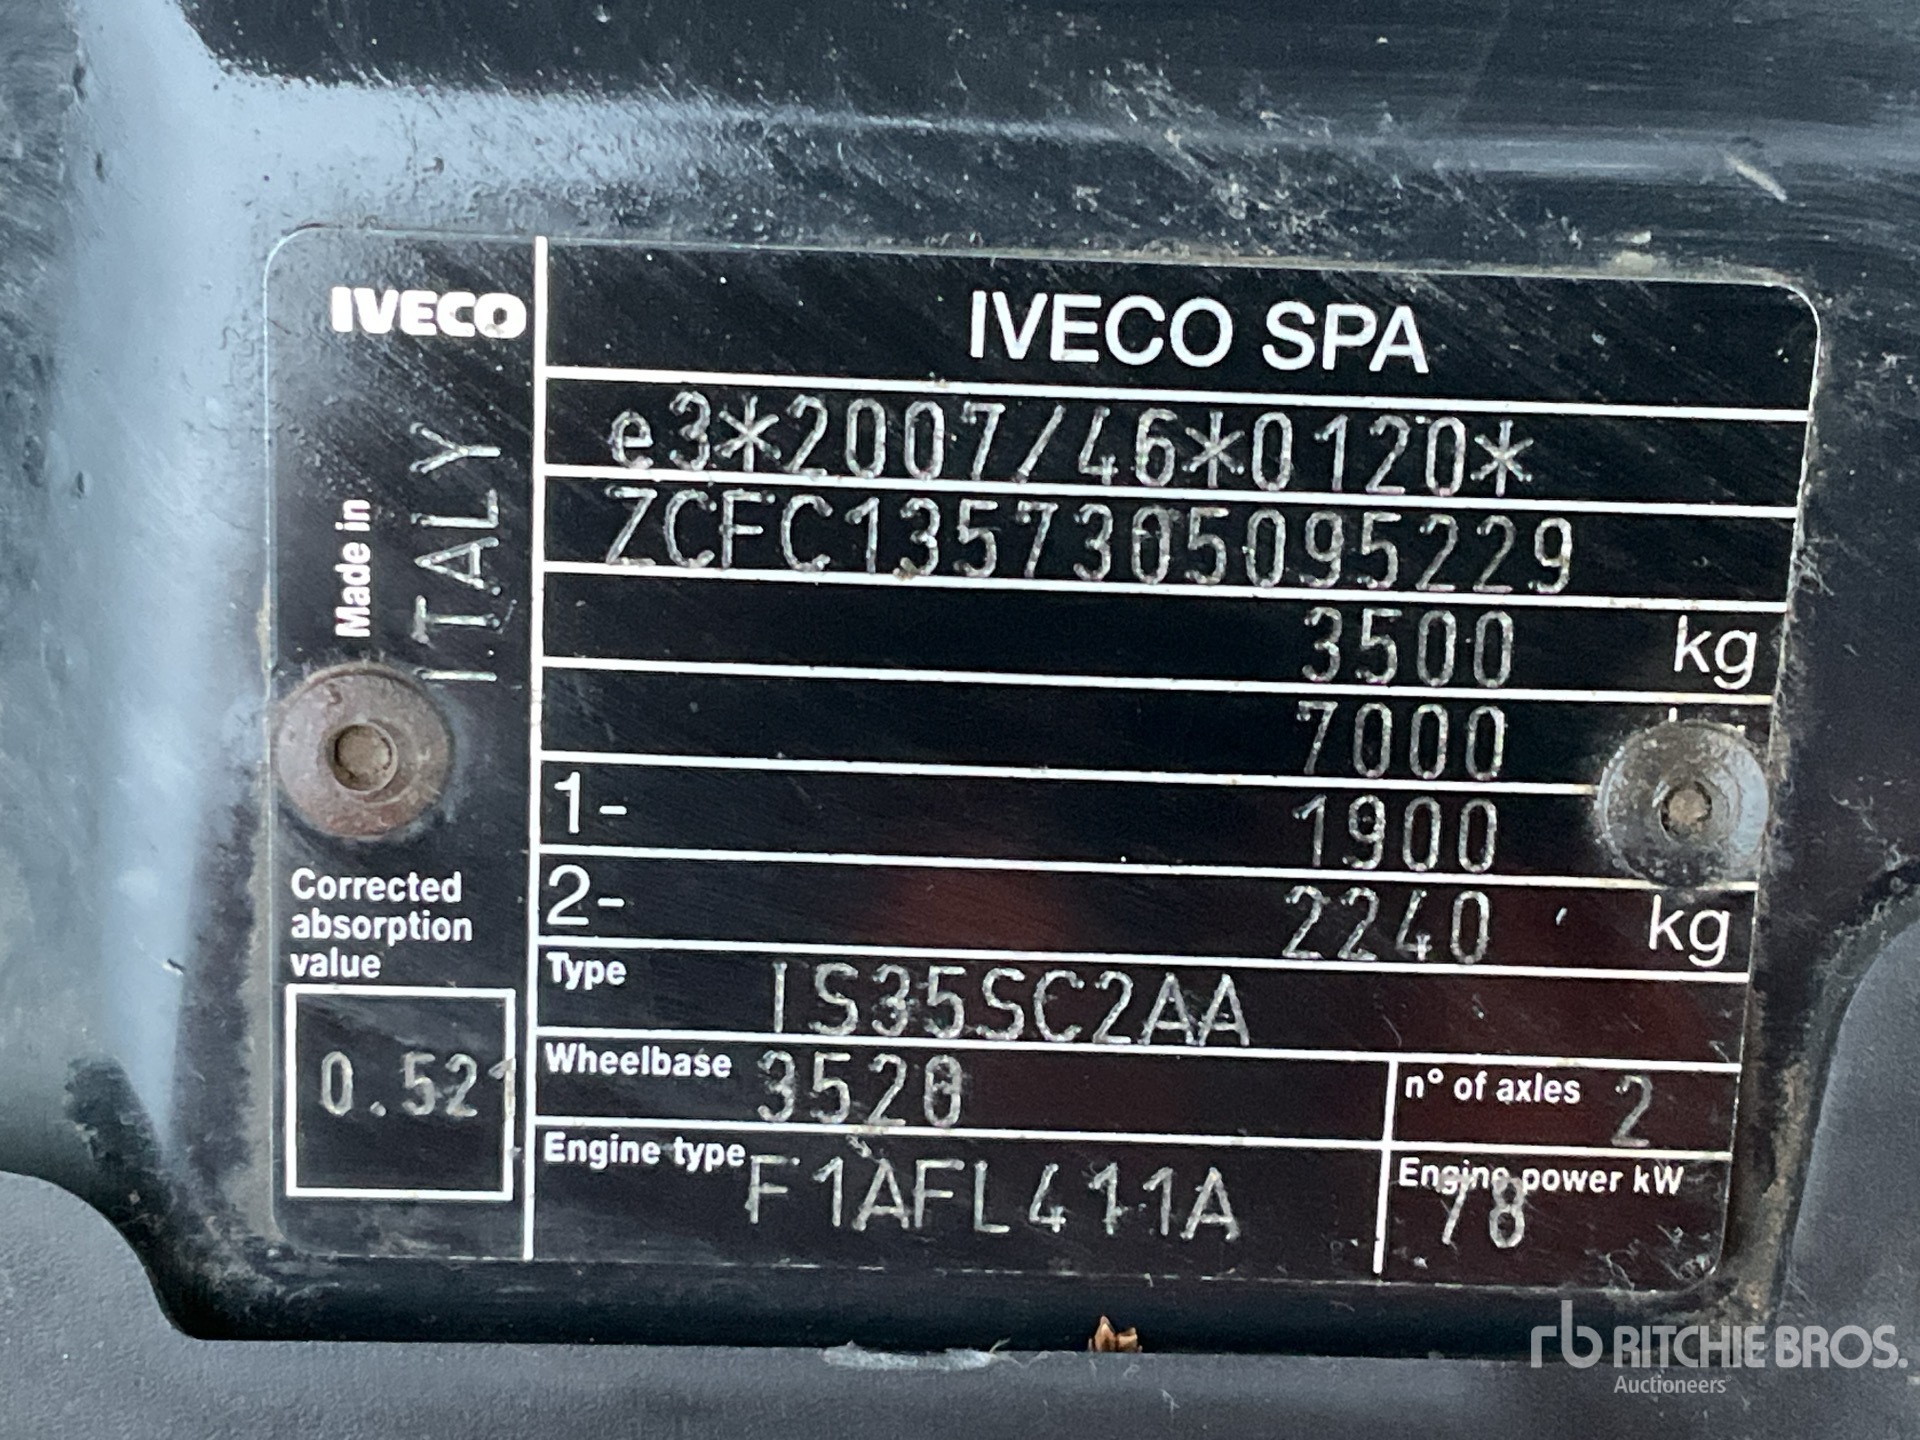 IVECO
IVECO SPA
Made in ITALY
e3*2007/46*0120*
ZCFC1357305095229
3500 kg
7000
1- 1900
2- 2240 kg
Corrected
absorption
value
0.521
Type IS35SC2AA
Wheelbase 3520
n° of axles 2
Engine type F1AFL411A
Engine power kW
78
rb RITCHIE BROS.
Auctioneers